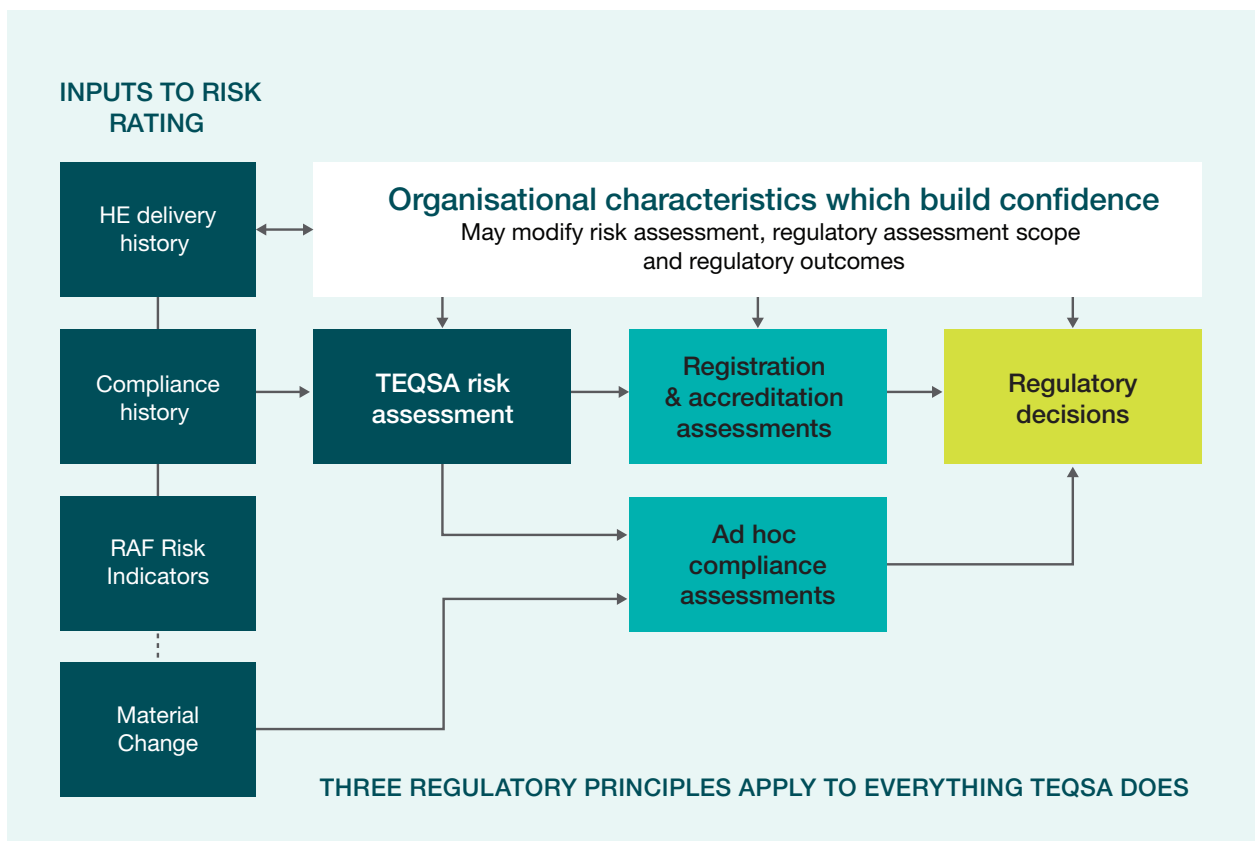 INPUTS TO RISK
RATING
HE delivery
history
Organisational characteristics which build confidence
May modify risk assessment, regulatory assessment scope
and regulatory outcomes
Compliance
history
TEQSA risk
assessment
Registration
& accreditation
assessments
Regulatory
decisions
RAF Risk
Indicators
Ad hoc
compliance
assessments
Material
Change
THREE REGULATORY PRINCIPLES APPLY TO EVERYTHING TEQSA DOES